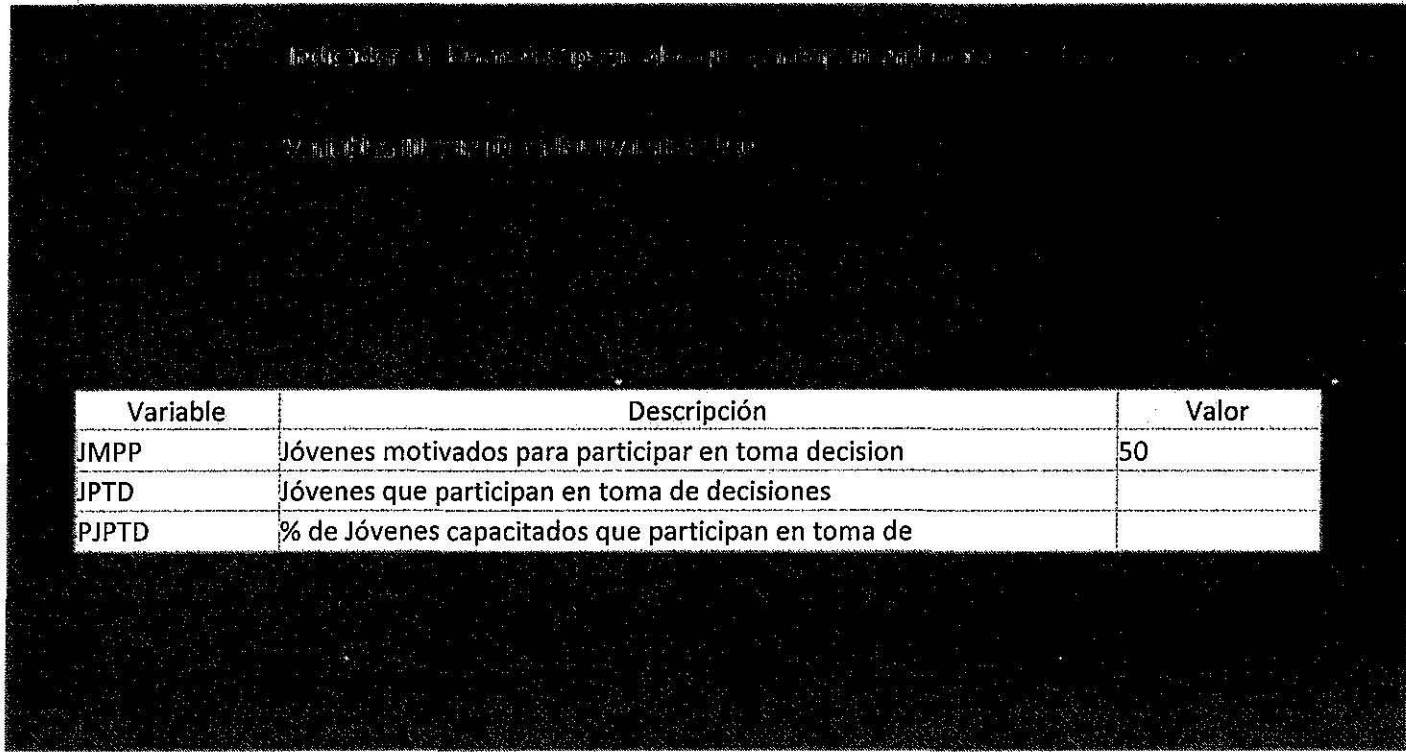 Variable Descripción Valor
JMPP Jóvenes motivados para participar en toma decision 50
JPTD Jóvenes que participan en toma de decisiones
PJPTD % de Jóvenes capacitados que participan en toma de